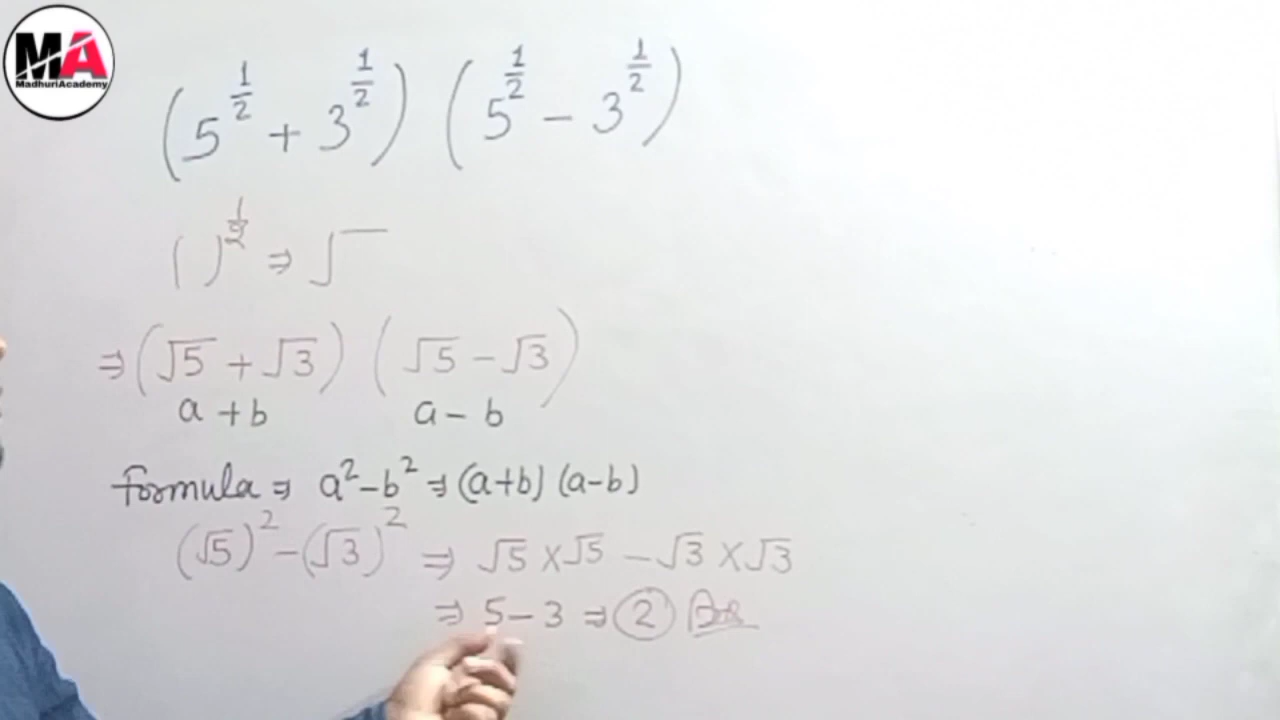 MA
MadhuriAcademy
(5^{1/2} + 3^{1/2}) (5^{1/2} - 3^{1/2})
( )^{1/2} ⇒ √
⇒ (√5 + √3) (√5 - √3)
a + b a - b
formula ⇒ a² - b² ⇒ (a+b) (a-b)
(√5)² - (√3)² ⇒ √5 × √5 - √3 × √3
⇒ 5 - 3 ⇒ 2 Ans